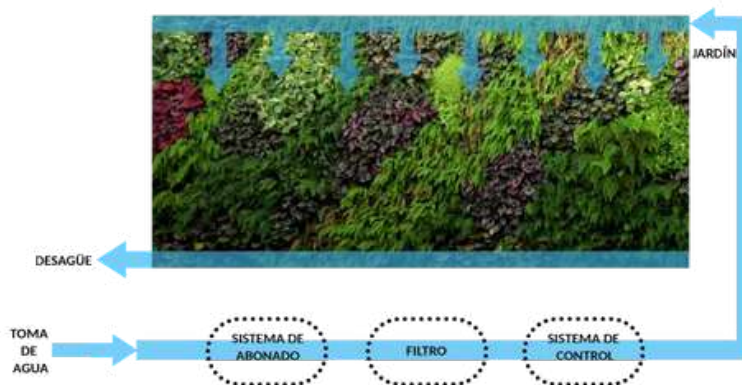 JARDÍN
DESAGÜE
TOMA
DE
AGUA
SISTEMA DE
ABONADO
FILTRO
SISTEMA DE
CONTROL